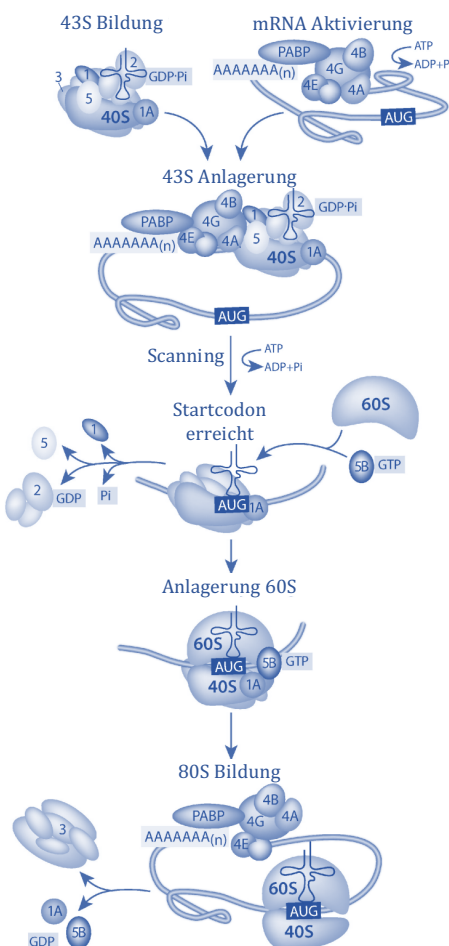 43S Bildung
mRNA Aktivierung
3
1
2
GDP·Pi
5
40S
1A
PABP
4B
4G
ATP
ADP+P
AAAAAAA(n)
4E
4A
AUG
43S Anlagerung
4B
2
GDP·Pi
PABP
4G
1
AAAAAAA(n)
4E
4A
5
40S
1A
AUG
Scanning
ATP
ADP+Pi
Startcodon
erreicht
60S
5
1
5B
GTP
2
GDP
Pi
AUG
1A
Anlagerung 60S
60S
AUG
5B
GTP
40S
1A
80S Bildung
PABP
4B
4G
4A
3
AAAAAAA(n)
4E
60S
1A
AUG
5B
40S
GDP